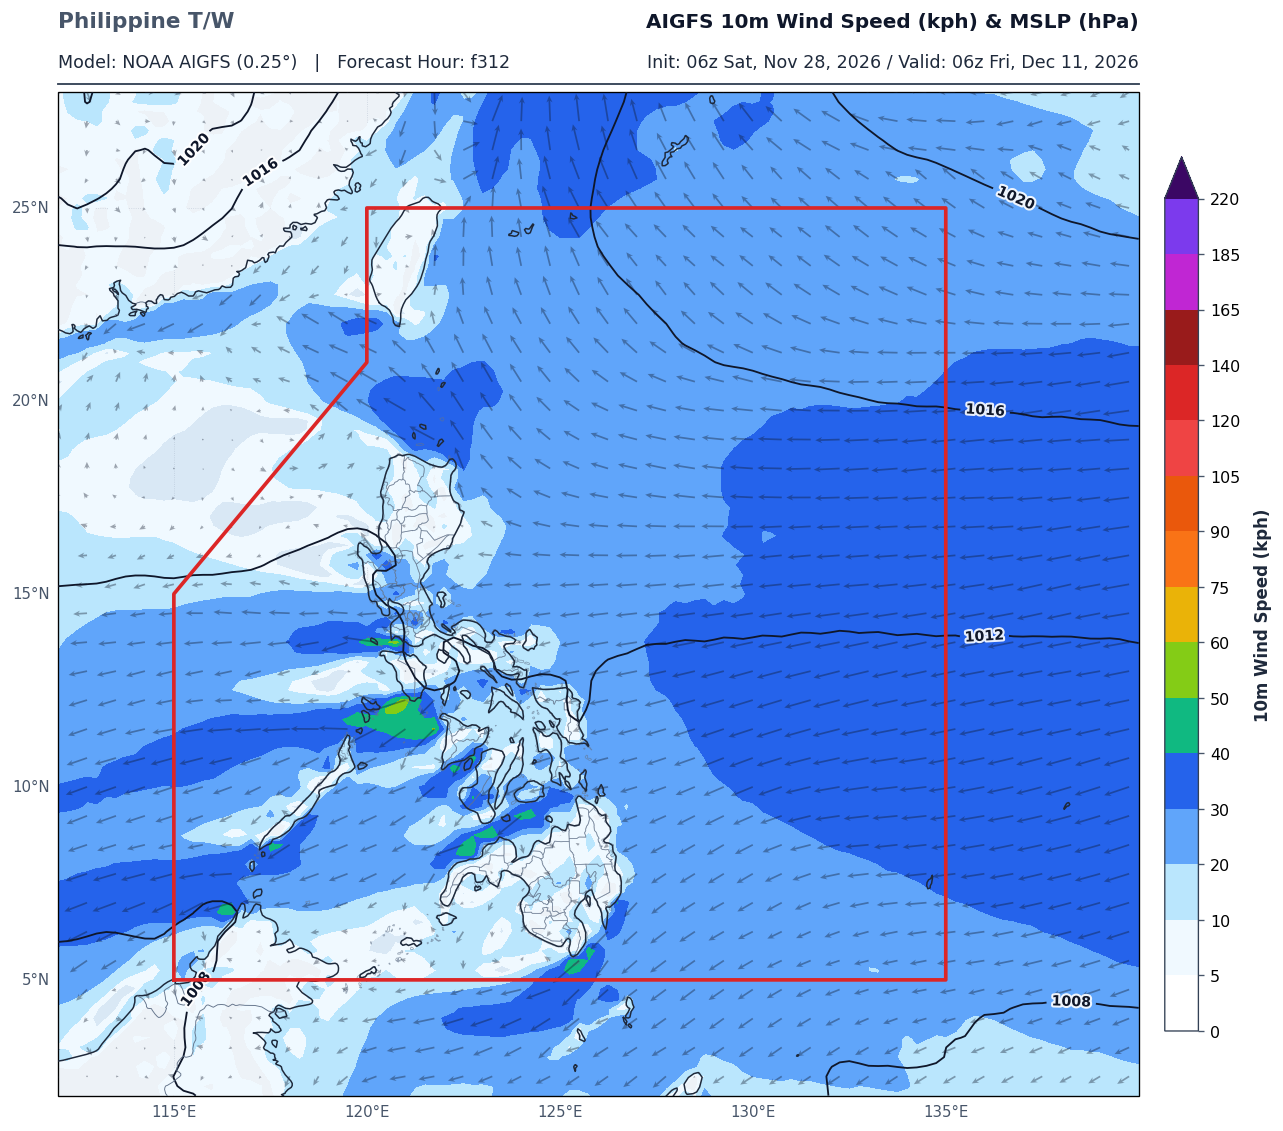 Philippine T/W
AIGFS 10m Wind Speed (kph) & MSLP (hPa)
Model: NOAA AIGFS (0.25°)   |   Forecast Hour: f312
Init: 06z Sat, Nov 28, 2026 / Valid: 06z Fri, Dec 11, 2026
1020
1016
1020
1016
1012
1008
1008
25°N
20°N
15°N
10°N
5°N
115°E
120°E
125°E
130°E
135°E
220
185
165
140
120
105
90
75
60
50
40
30
20
10
5
0
10m Wind Speed (kph)